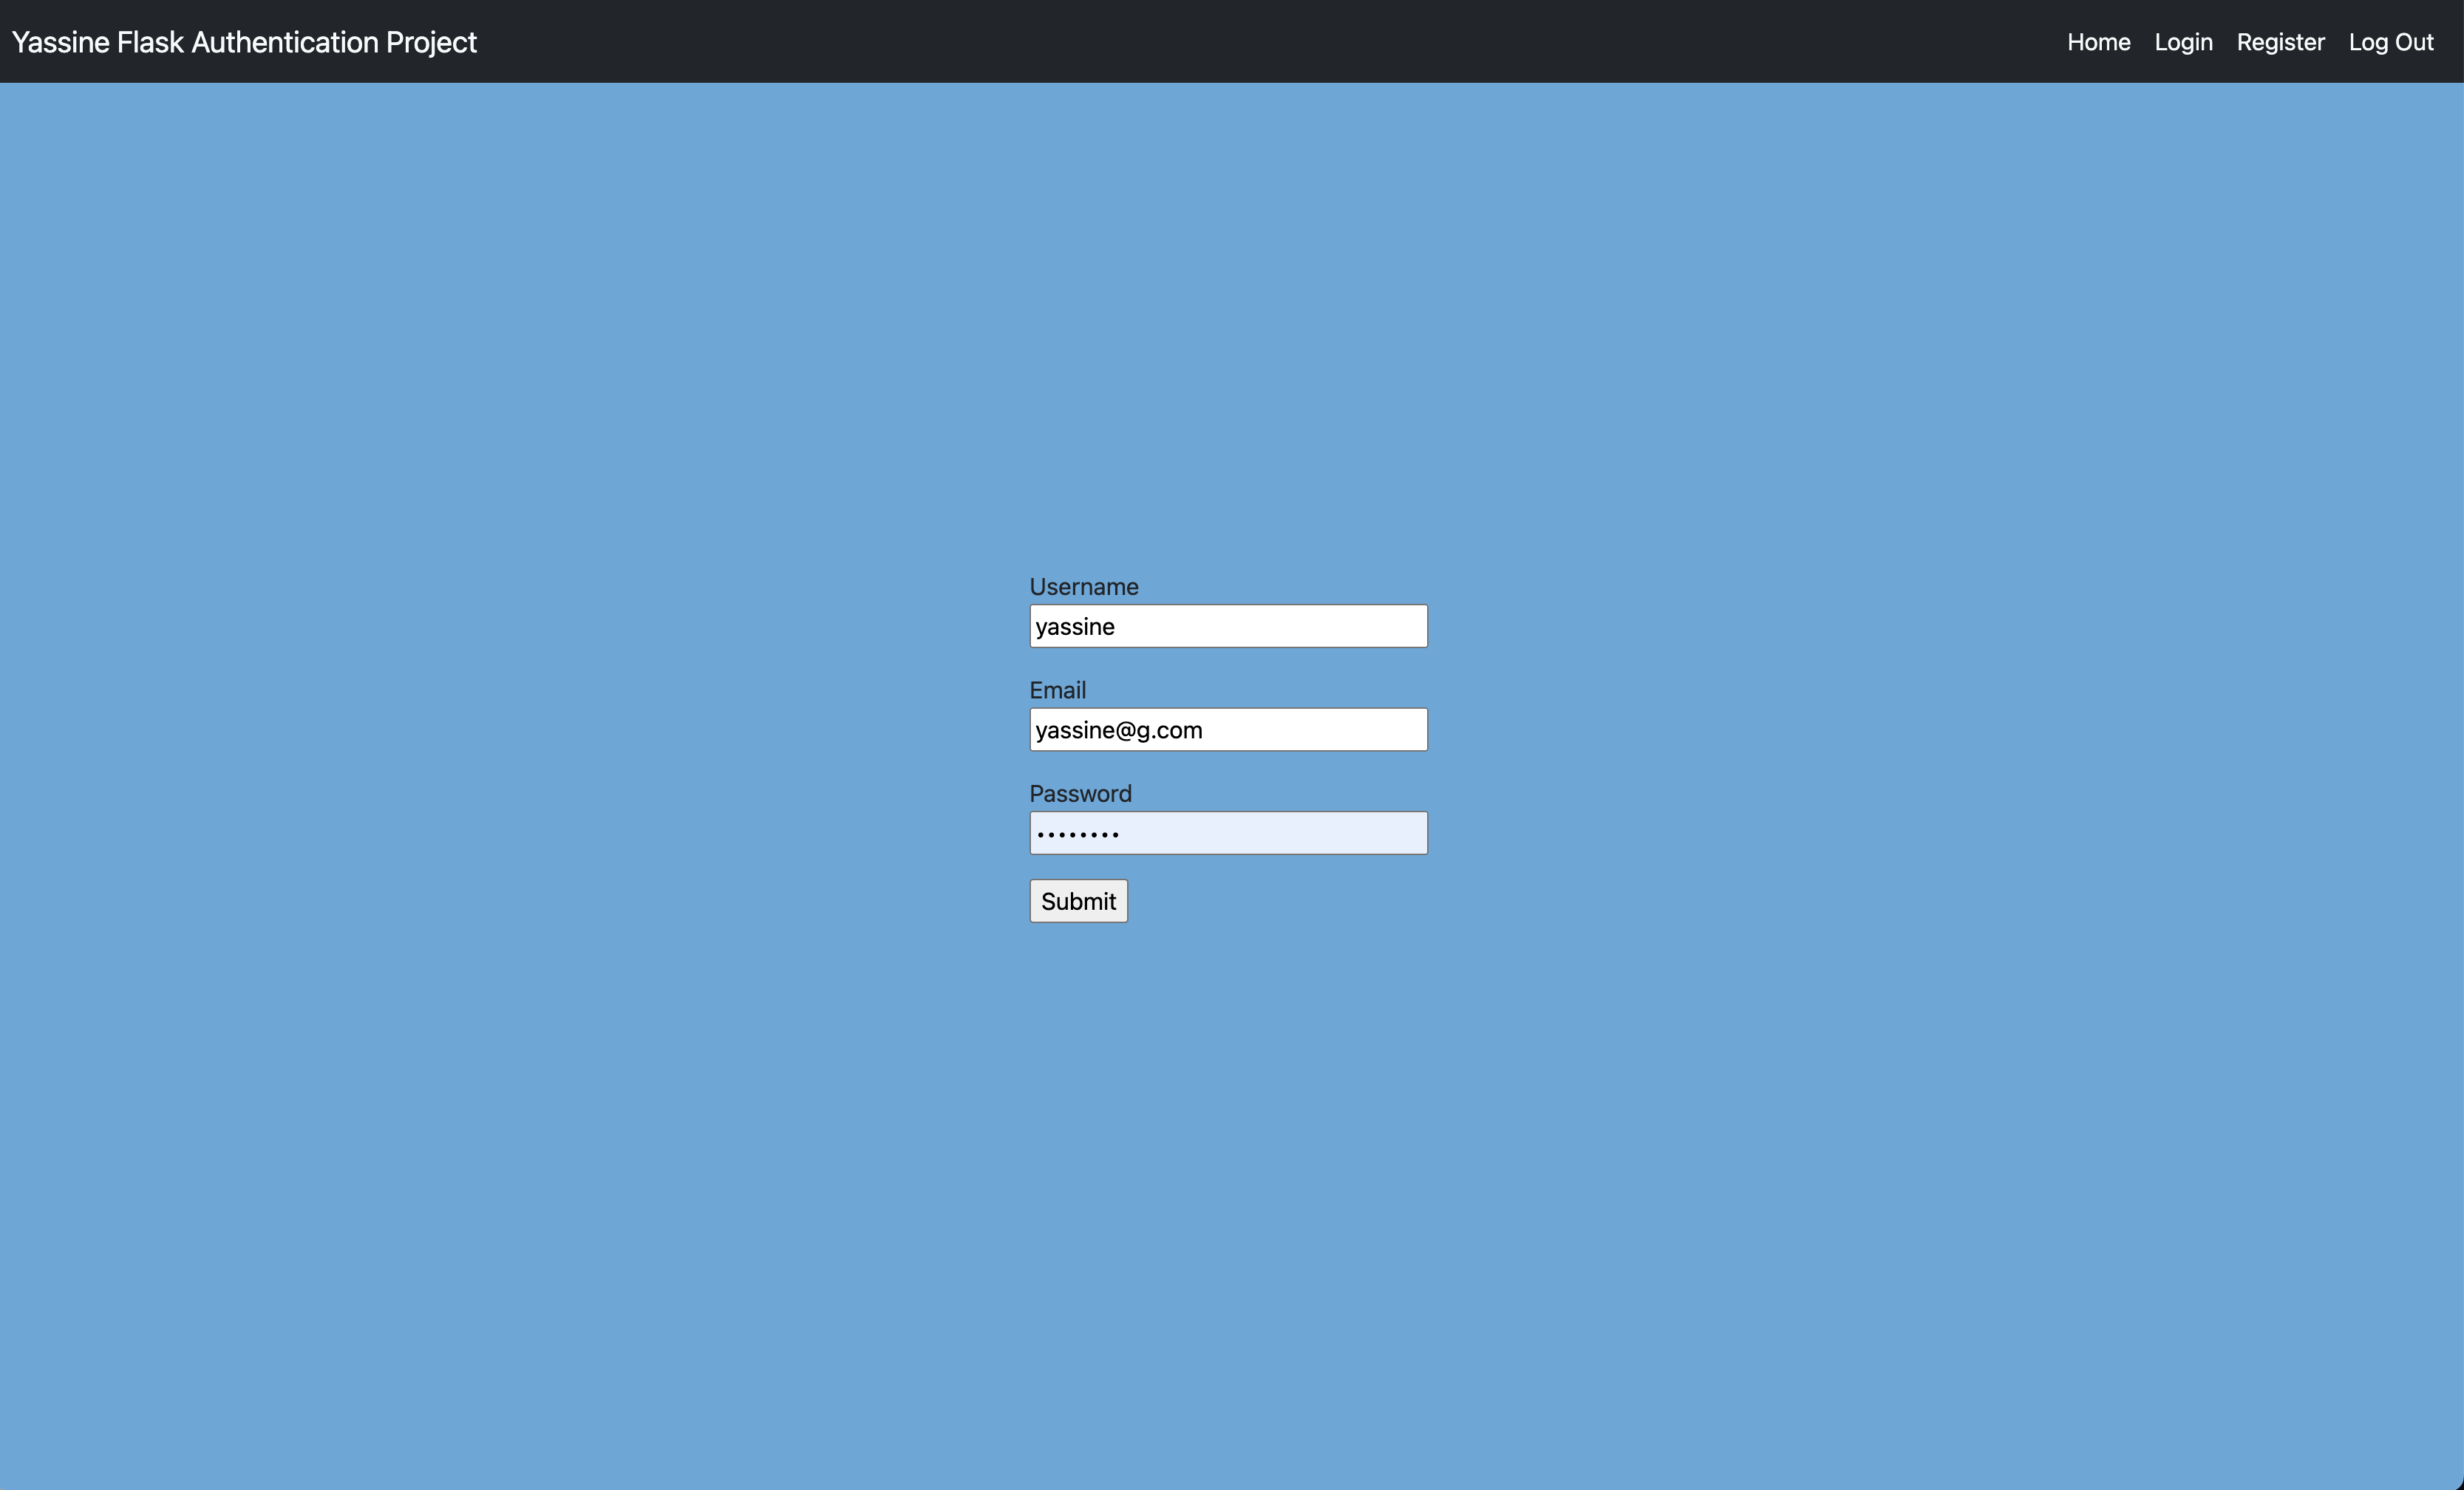 Yassine Flask Authentication Project Home Login Register Log Out
Username
yassine
Email
yassine@g.com
Password
••••••••
Submit